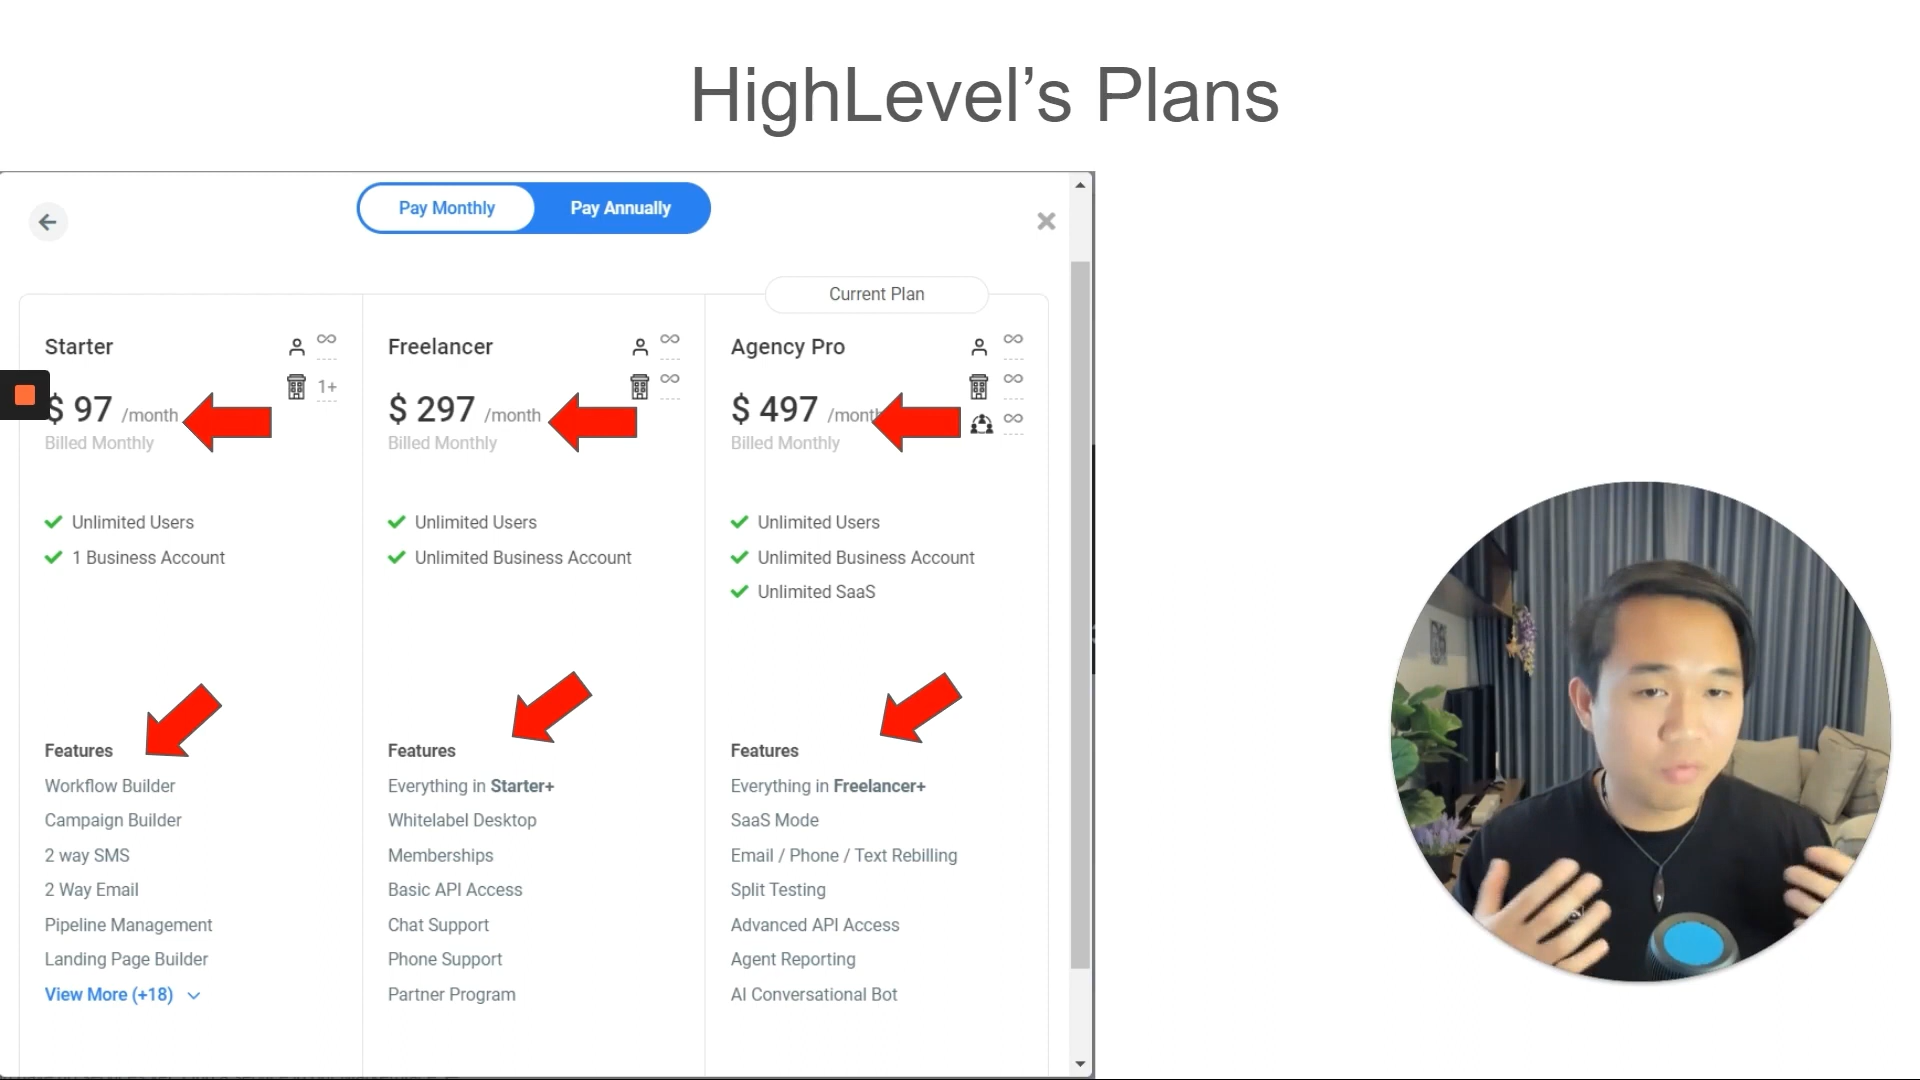 HighLevel’s Plans
Pay Monthly
Pay Annually
Current Plan
Starter
∞
1+
$ 97 /month
Billed Monthly
Unlimited Users
1 Business Account
Features
Workflow Builder
Campaign Builder
2 way SMS
2 Way Email
Pipeline Management
Landing Page Builder
View More (+18)
Freelancer
∞
∞
$ 297 /month
Billed Monthly
Unlimited Users
Unlimited Business Account
Features
Everything in Starter+
Whitelabel Desktop
Memberships
Basic API Access
Chat Support
Phone Support
Partner Program
Agency Pro
∞
∞
∞
$ 497 /month
Billed Monthly
Unlimited Users
Unlimited Business Account
Unlimited SaaS
Features
Everything in Freelancer+
SaaS Mode
Email / Phone / Text Rebilling
Split Testing
Advanced API Access
Agent Reporting
AI Conversational Bot